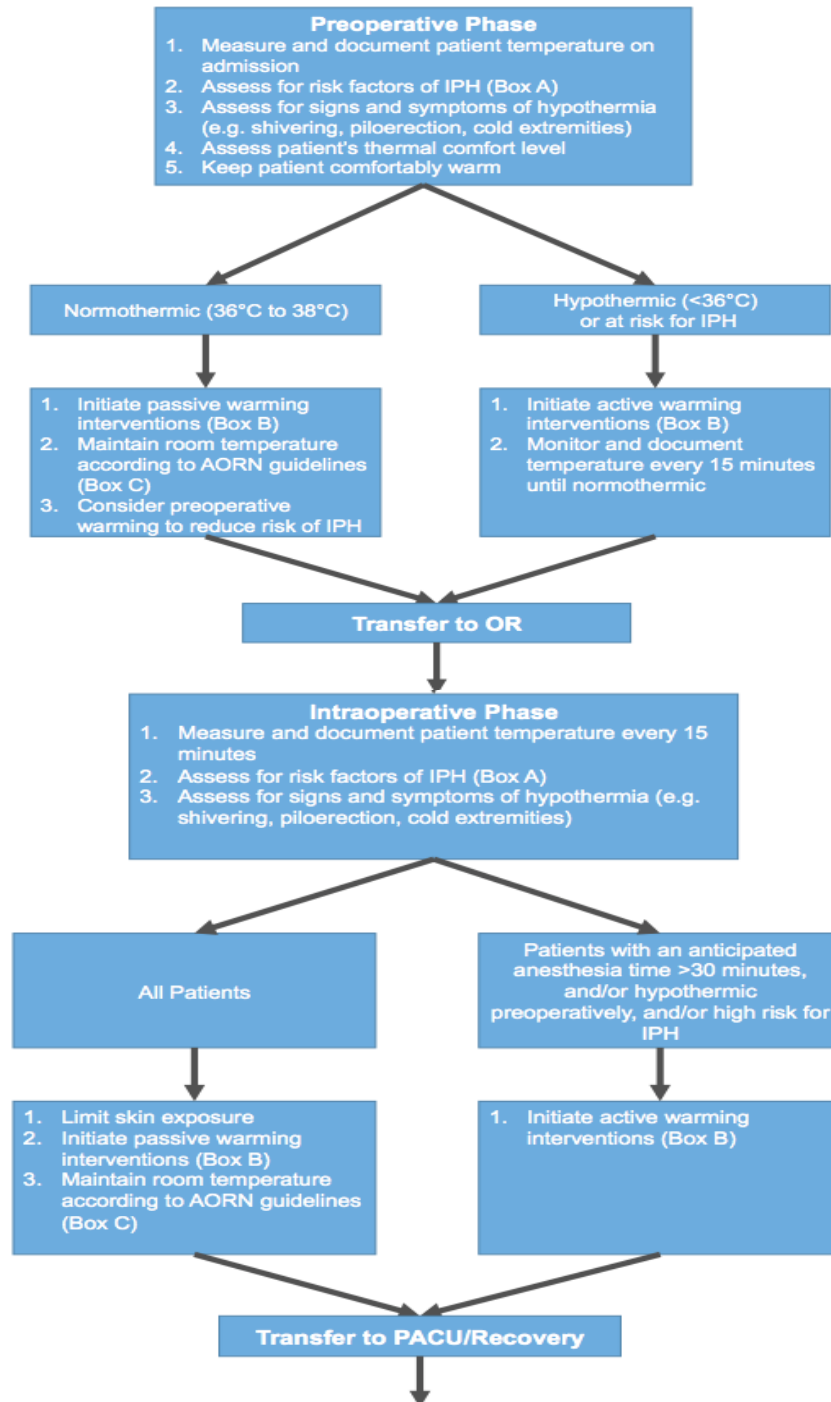 Preoperative Phase
1. Measure and document patient temperature on
admission
2. Assess for risk factors of IPH (Box A)
3. Assess for signs and symptoms of hypothermia
(e.g. shivering, piloerection, cold extremities)
4. Assess patient's thermal comfort level
5. Keep patient comfortably warm
Normothermic (36°C to 38°C)
Hypothermic (<36°C)
or at risk for IPH
1. Initiate passive warming
interventions (Box B)
2. Maintain room temperature
according to AORN guidelines
(Box C)
3. Consider preoperative
warming to reduce risk of IPH
1. Initiate active warming
interventions (Box B)
2. Monitor and document
temperature every 15 minutes
until normothermic
Transfer to OR
Intraoperative Phase
1. Measure and document patient temperature every 15
minutes
2. Assess for risk factors of IPH (Box A)
3. Assess for signs and symptoms of hypothermia (e.g.
shivering, piloerection, cold extremities)
All Patients
Patients with an anticipated
anesthesia time >30 minutes,
and/or hypothermic
preoperatively, and/or high risk for
IPH
1. Limit skin exposure
2. Initiate passive warming
interventions (Box B)
3. Maintain room temperature
according to AORN guidelines
(Box C)
1. Initiate active warming
interventions (Box B)
Transfer to PACU/Recovery